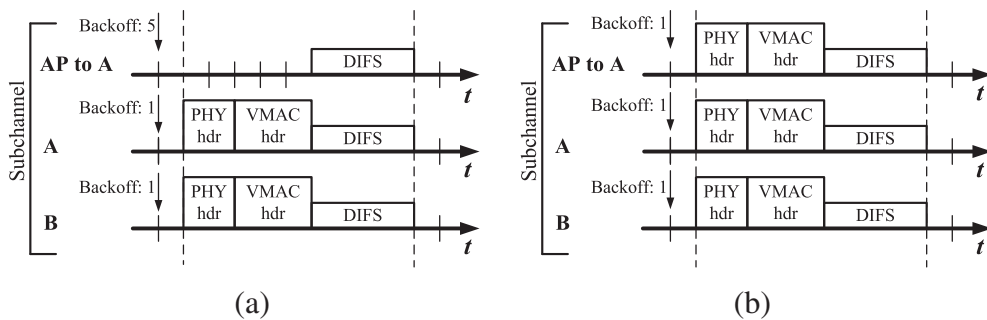 Subchannel
Backoff: 5
AP to A
DIFS
t
Backoff: 1
A
PHY hdr
VMAC hdr
DIFS
t
Backoff: 1
B
PHY hdr
VMAC hdr
DIFS
t
(a)
Subchannel
Backoff: 1
AP to A
PHY hdr
VMAC hdr
DIFS
t
Backoff: 1
A
PHY hdr
VMAC hdr
DIFS
t
Backoff: 1
B
PHY hdr
VMAC hdr
DIFS
t
(b)